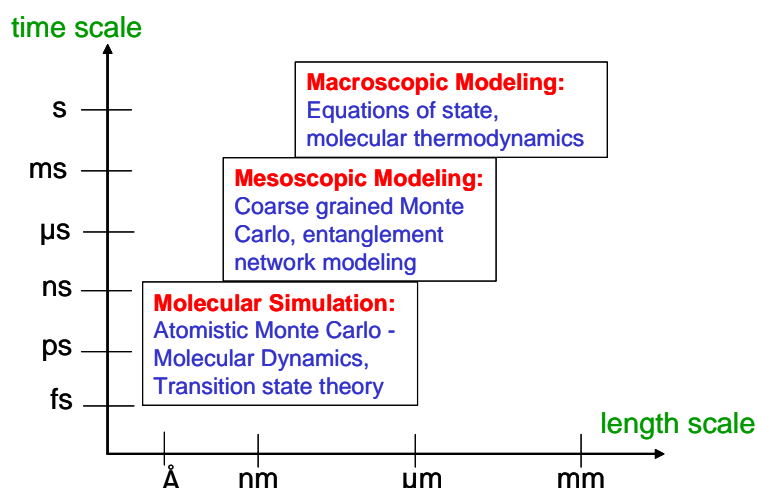 time scale
s
Macroscopic Modeling:
Equations of state,
molecular thermodynamics
ms
Mesoscopic Modeling:
Coarse grained Monte
Carlo, entanglement
network modeling
µs
ns
Molecular Simulation:
Atomistic Monte Carlo -
Molecular Dynamics,
Transition state theory
ps
fs
length scale
Å
nm
µm
mm